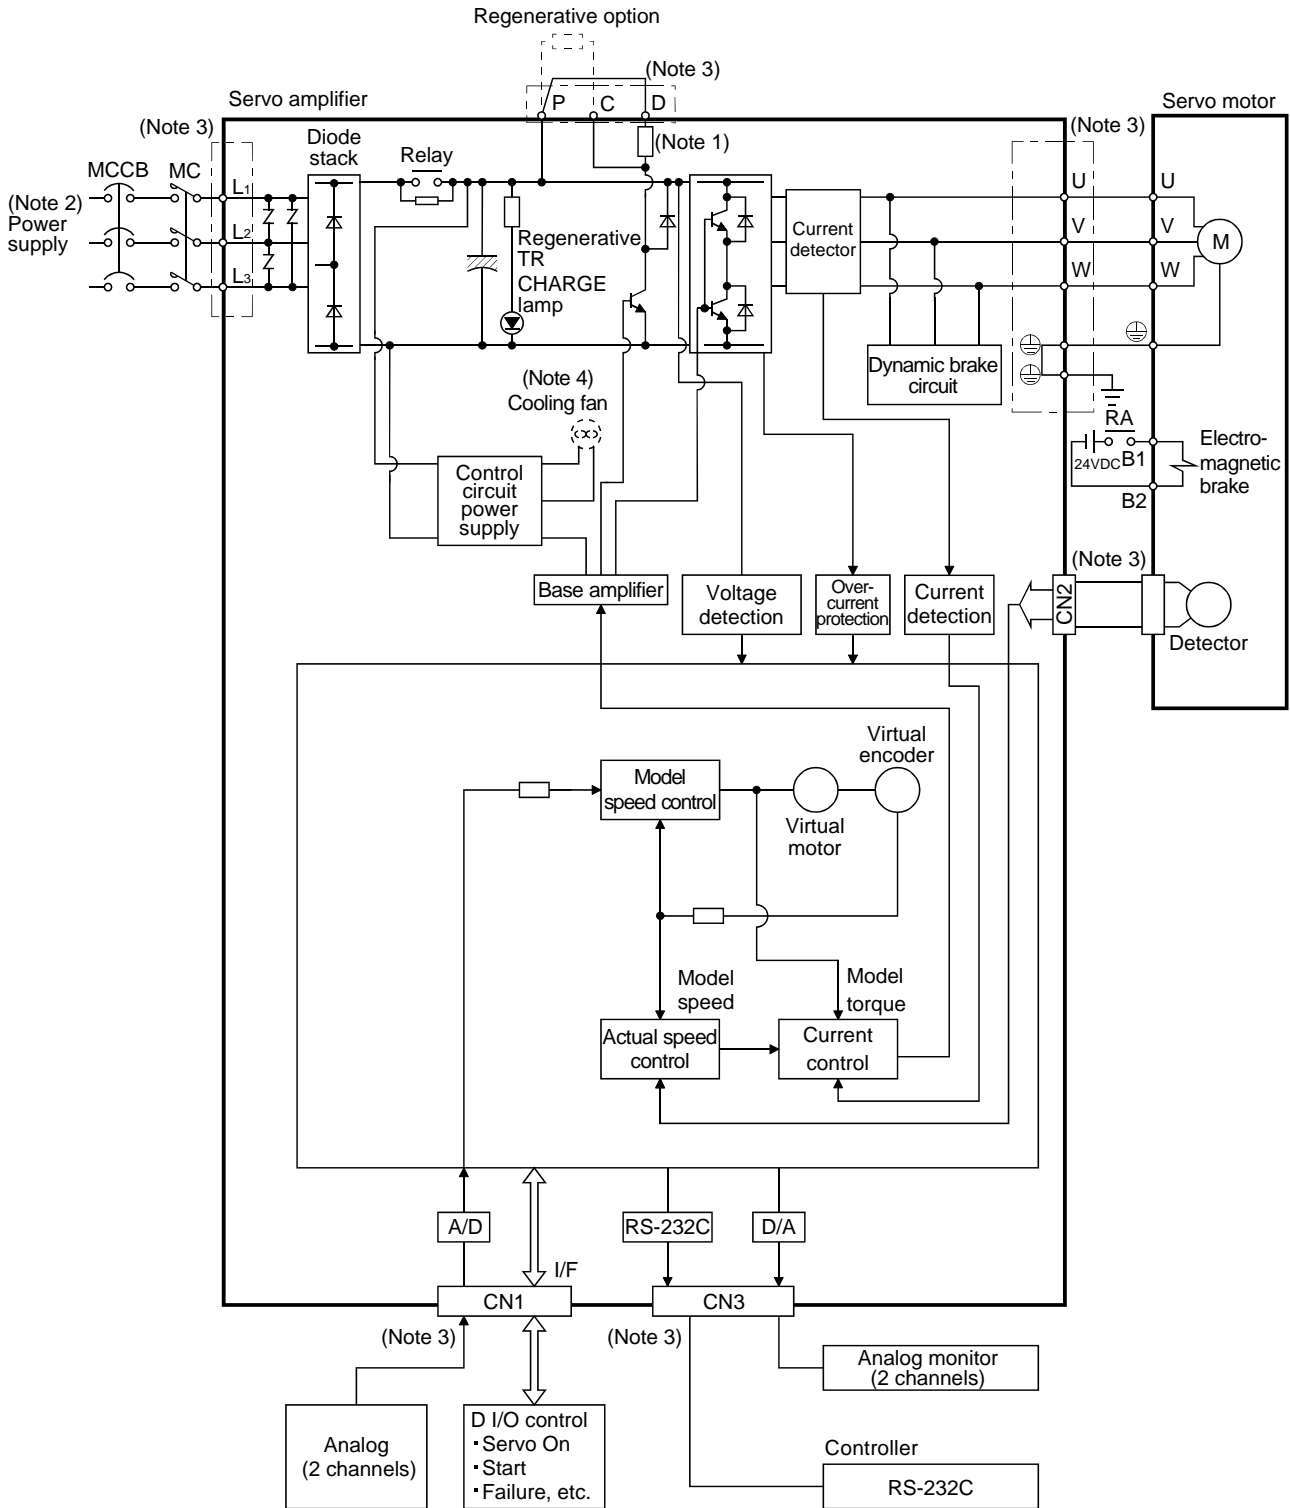 Regenerative option
(Note 3)
Servo amplifier
P
C
D
Servo motor
(Note 3)
Diode
stack
Relay
(Note 1)
(Note 3)
MCCB
MC
L1
U
U
(Note 2)
Power
supply
L2
Regenerative
TR
Current
detector
V
V
M
L3
CHARGE
lamp
W
W
(Note 4)
Cooling fan
Dynamic brake
circuit
RA
24VDC
B1
Electro-
magnetic
brake
B2
Control
circuit
power
supply
(Note 3)
Base amplifier
Voltage
detection
Over-
current
protection
Current
detection
CN2
Detector
Virtual
encoder
Model
speed control
Virtual
motor
Model
speed
Model
torque
Actual speed
control
Current
control
A/D
RS-232C
D/A
I/F
CN1
CN3
(Note 3)
(Note 3)
Analog monitor
(2 channels)
Analog
(2 channels)
D I/O control
・Servo On
・Start
・Failure, etc.
Controller
RS-232C